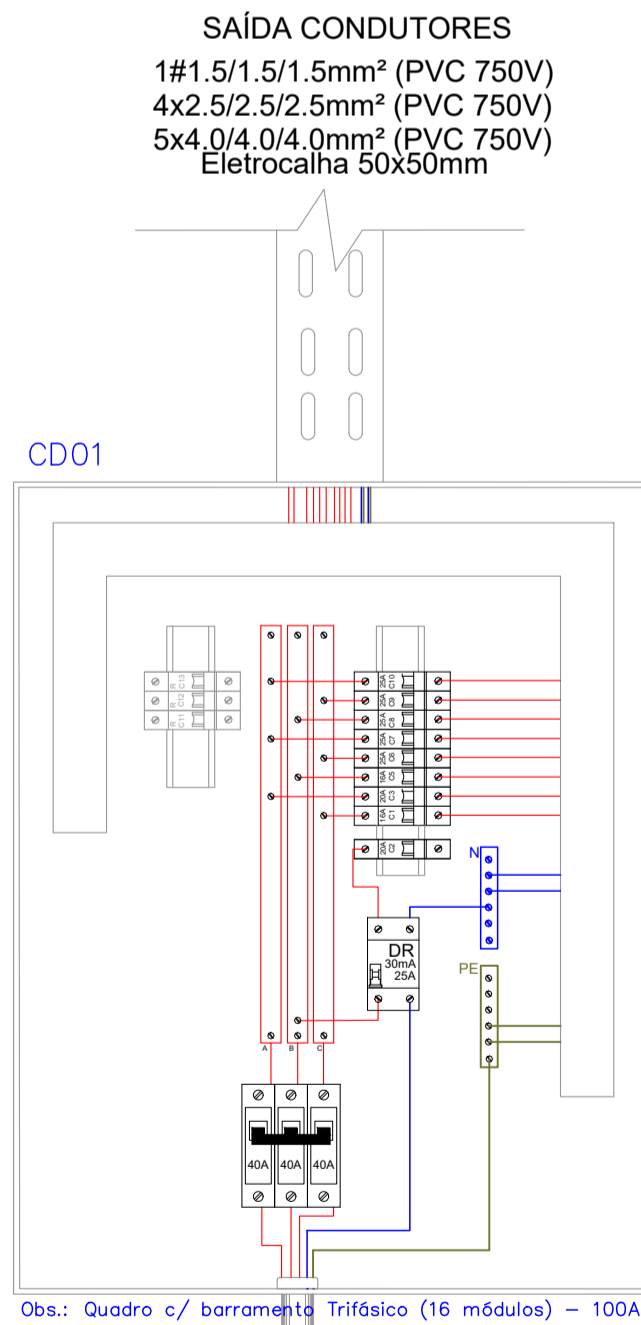 SAÍDA CONDUTORES
1#1.5/1.5/1.5mm² (PVC 750V)
4x2.5/2.5/2.5mm² (PVC 750V)
5x4.0/4.0/4.0mm² (PVC 750V)
Eletrocalha 50x50mm
CD01
R C13
R C12
R C11
25A C10
25A C9
25A C8
25A C7
25A C6
16A C5
20A C3
16A C1
20A C2
N
DR
30mA
25A
PE
A B C
40A 40A 40A
Obs.: Quadro c/ barramento Trifásico (16 módulos) – 100A